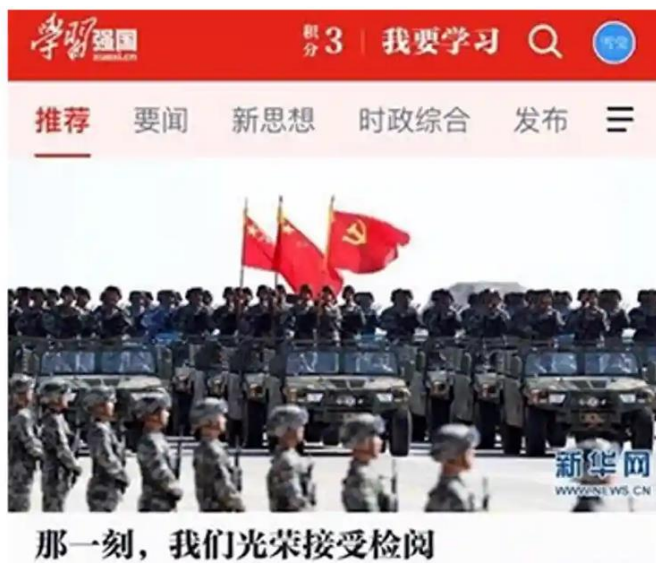 学习强国 积分 3 我要学习
xuexi.cn
推荐 要闻 新思想 时政综合 发布
新华网
WWW.NEWS.CN
那一刻，我们光荣接受检阅